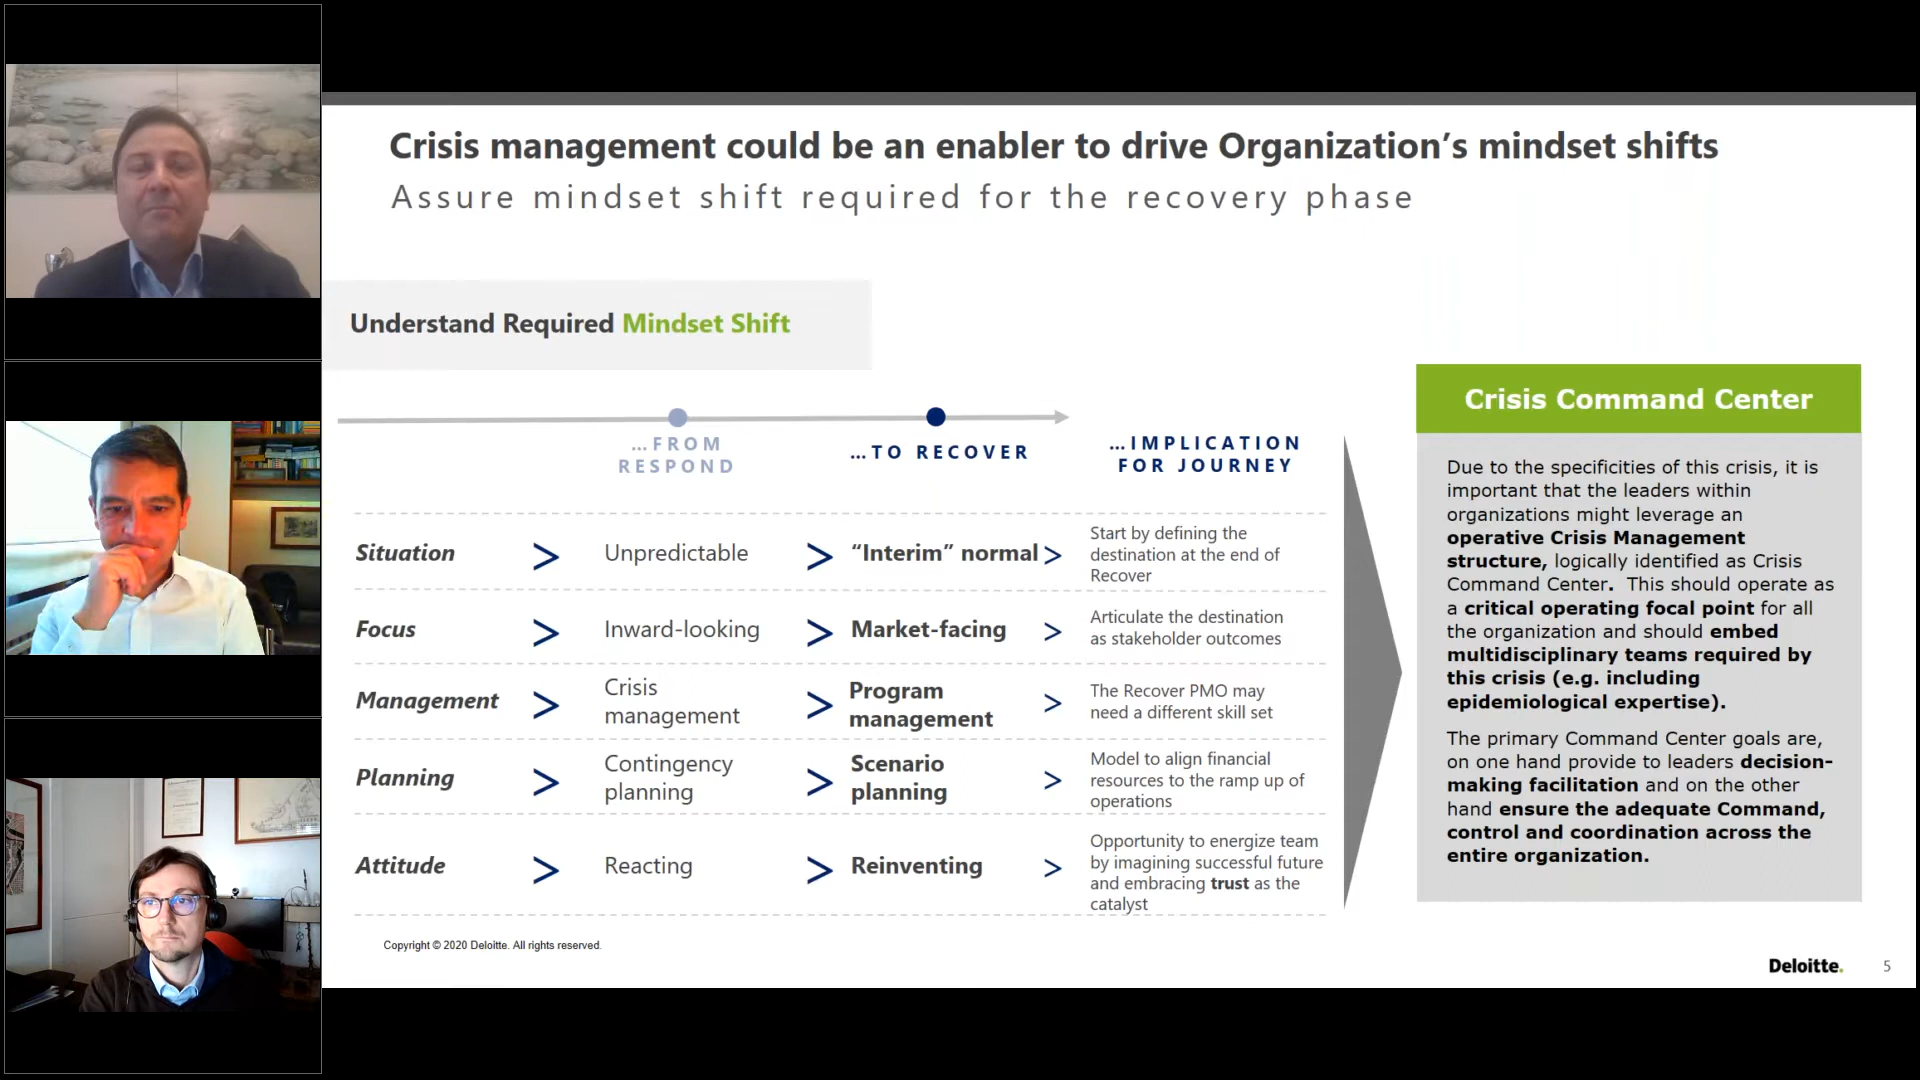 Crisis management could be an enabler to drive Organization’s mindset shifts
Assure mindset shift required for the recovery phase
Understand Required Mindset Shift
...FROM
RESPOND
...TO RECOVER
...IMPLICATION
FOR JOURNEY
Situation
>
Unpredictable
>
“Interim” normal
>
Start by defining the
destination at the end of
Recover
Focus
>
Inward-looking
>
Market-facing
>
Articulate the destination
as stakeholder outcomes
Management
>
Crisis
management
>
Program
management
>
The Recover PMO may
need a different skill set
Planning
>
Contingency
planning
>
Scenario
planning
>
Model to align financial
resources to the ramp up of
operations
Attitude
>
Reacting
>
Reinventing
>
Opportunity to energize team
by imagining successful future
and embracing trust as the
catalyst
Crisis Command Center
Due to the specificities of this crisis, it is
important that the leaders within
organizations might leverage an
operative Crisis Management
structure, logically identified as Crisis
Command Center. This should operate as
a critical operating focal point for all
the organization and should embed
multidisciplinary teams required by
this crisis (e.g. including
epidemiological expertise).
The primary Command Center goals are,
on one hand provide to leaders decision-
making facilitation and on the other
hand ensure the adequate Command,
control and coordination across the
entire organization.
Copyright © 2020 Deloitte. All rights reserved.
Deloitte.
5